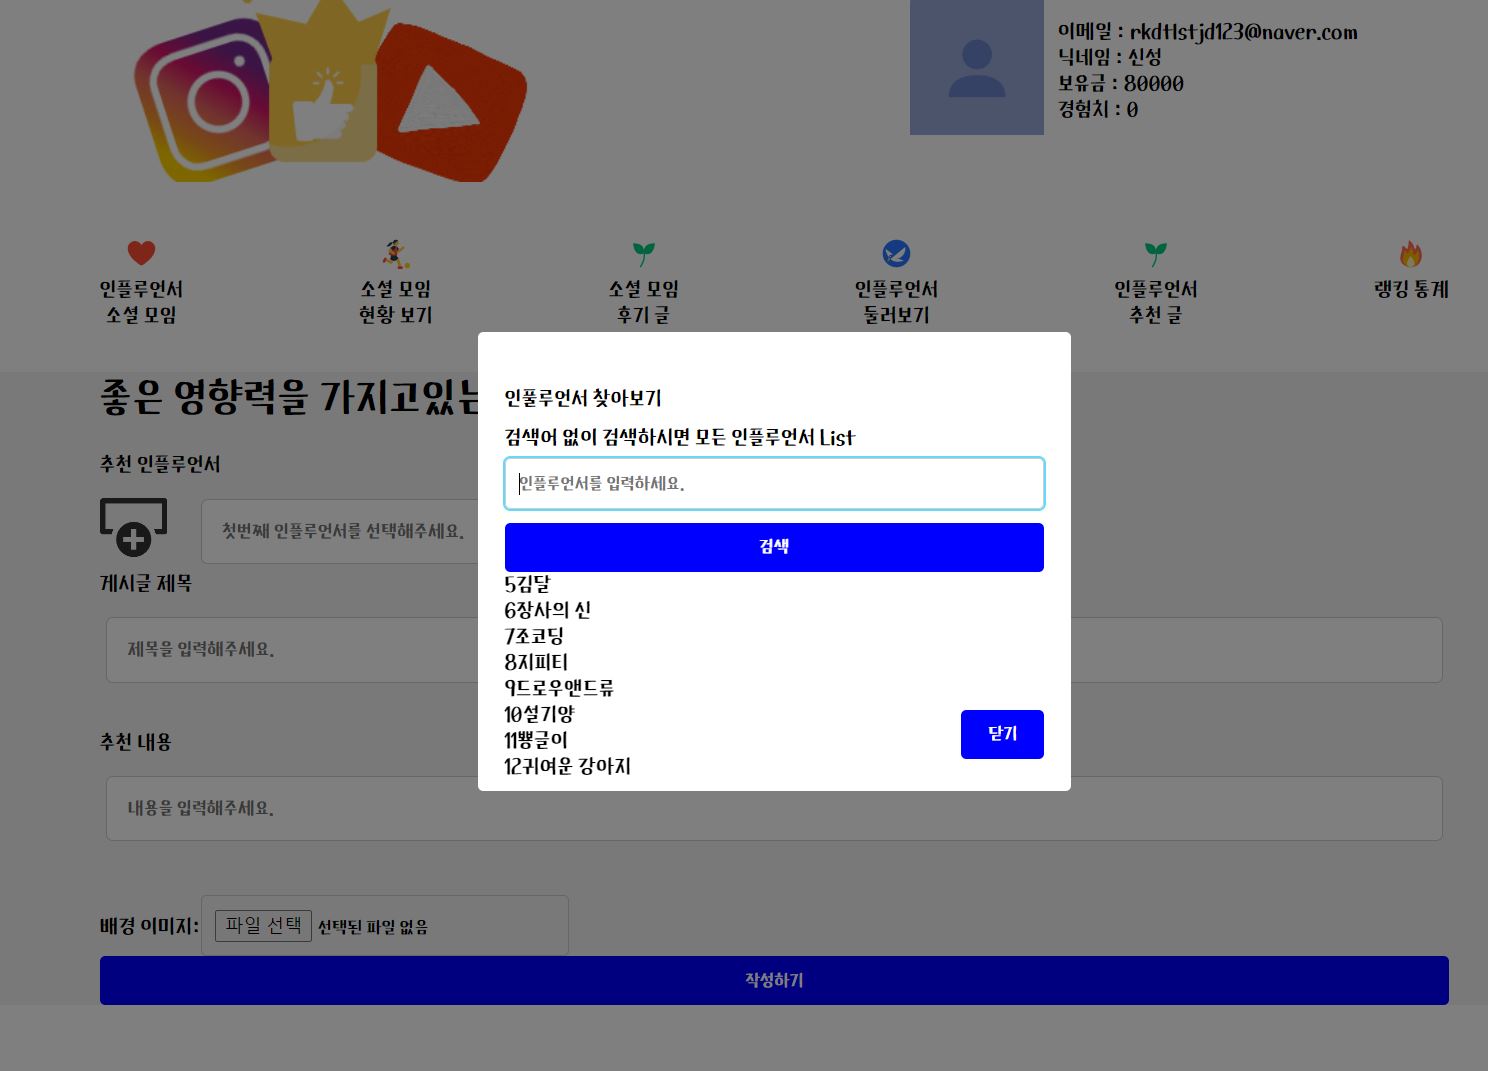 이메일 : rkdtlstjd123@naver.com
닉네임 : 신성
보유금 : 80000
경험치 : 0
인플루언서
소셜 모임
소셜 모임
현황 보기
소셜 모임
후기 글
인플루언서
둘러보기
인플루언서
추천 글
랭킹 통계
좋은 영향력을 가지고있는
추천 인플루언서
첫번째 인플루언서를 선택해주세요.
게시글 제목
제목을 입력해주세요.
추천 내용
내용을 입력해주세요.
배경 이미지:
파일 선택 선택된 파일 없음
작성하기
인풀루언서 찾아보기
검색어 없이 검색하시면 모든 인플루언서 List
인플루언서를 입력하세요.
검색
5김달
6장사의 신
7조코딩
8지피티
9드로우앤드류
10설기양
11뿅글이
12귀여운 강아지
닫기